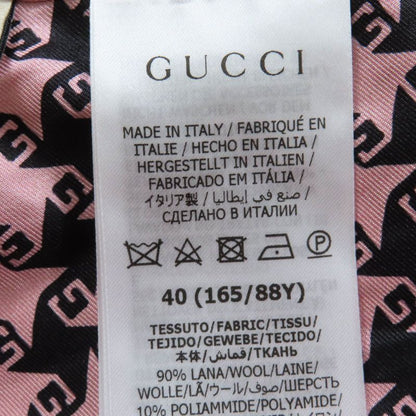 GUCCI
MADE IN ITALY / FABRIQUÉ EN
ITALIE / HECHO EN ITALIA /
HERGESTELLT IN ITALIEN /
FABRICADO EM ITÁLIA /
イタリア製 / صنع في إيطاليا /
СДЕЛАНО В ИТАЛИИ
P
40 (165/88Y)
TESSUTO/FABRIC/TISSU/
TEJIDO/GEWEBE/TECIDO/
本体/قماش/ТКАНЬ
90% LANA/WOOL/LAINE/
WOLLE/LÃ/ウール/صوف/ШЕРСТЬ
10% POLIAMMIDE/POLYAMIDE/